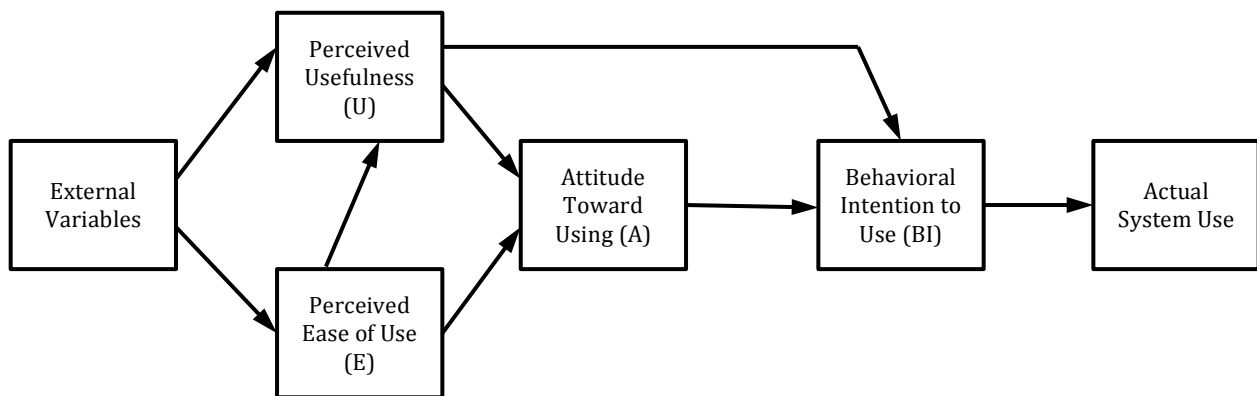 External
Variables
Perceived
Usefulness
(U)
Perceived
Ease of Use
(E)
Attitude
Toward
Using (A)
Behavioral
Intention to
Use (BI)
Actual
System Use